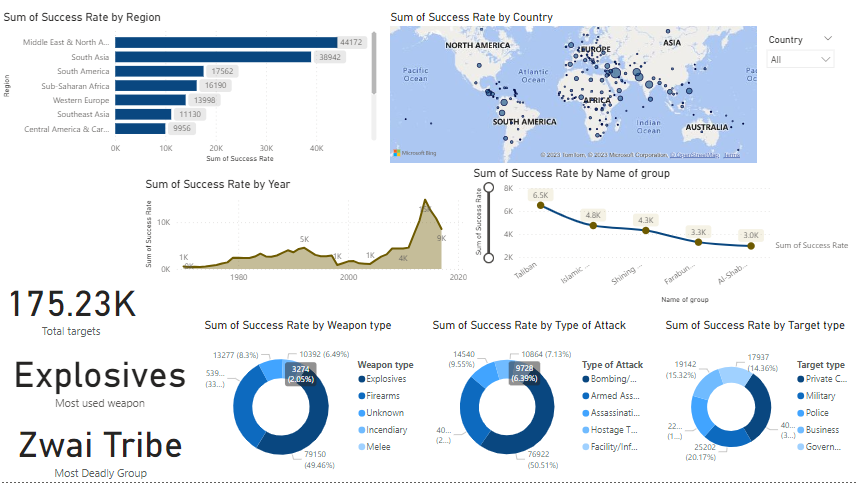 Sum of Success Rate by Region
Region
Middle East & North A...
44172
South Asia
38942
South America
17562
Sub-Saharan Africa
16190
Western Europe
13998
Southeast Asia
11130
Central America & Car...
9956
0K
20K
40K
Sum of Success Rate
Sum of Success Rate by Country
NORTH AMERICA
EUROPE
ASIA
Pacific
Ocean
Atlantic
Ocean
AFRICA
SOUTH AMERICA
Indian
Ocean
AUSTRALIA
Microsoft Bing
© 2023 TomTom, © 2023 Microsoft Corporation, © OpenStreetMap Terms
Country
All
Sum of Success Rate by Year
Sum of Success Rate
10K
0K
1K
5K
1K
1K
4K
9K
1980
2000
2020
Sum of Success Rate by Name of group
Sum of Success Rate
8K
6K
4K
2K
6.5K
4.8K
4.3K
3.3K
3.0K
Sum of Success Rate
Taliban
Islamic ...
Shining ...
Farabun...
Al-Shab...
Name of group
175.23K
Total targets
Explosives
Most used weapon
Zwai Tribe
Most Deadly Group
Sum of Success Rate by Weapon type
13277 (8.3%)
10392 (6.49%)
3274
(2.05%)
539...
(33...)
79150
(49.46%)
Weapon type
Explosives
Firearms
Unknown
Incendiary
Melee
Sum of Success Rate by Type of Attack
14540
(9.55%)
10864 (7.13%)
9728
(6.39%)
40...
(2...)
76922
(50.51%)
Type of Attack
Bombing/...
Armed Ass...
Assassinati...
Hostage T...
Facility/Inf...
Sum of Success Rate by Target type
19142
(15.32%)
17937
(14.36%)
22...
(1...)
40...
(3...)
25202
(20.17%)
Target type
Private C...
Military
Police
Business
Govern...